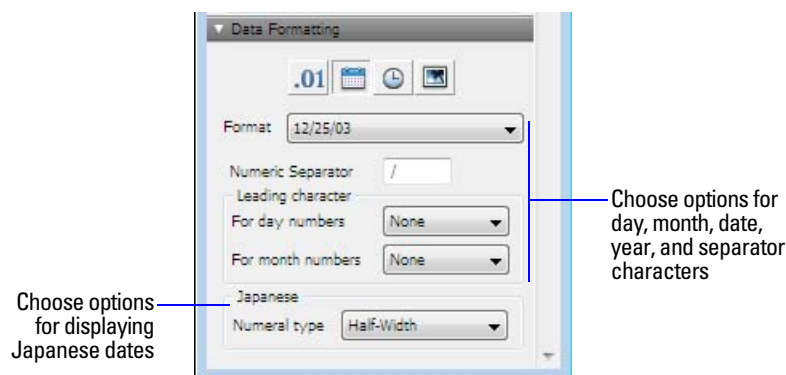 Data Formatting
.01
Format 12/25/03
Numeric Separator /
Leading character
For day numbers None
For month numbers None
Japanese
Numeral type Half-Width
Choose options for
day, month, date,
year, and separator
characters
Choose options
for displaying
Japanese dates